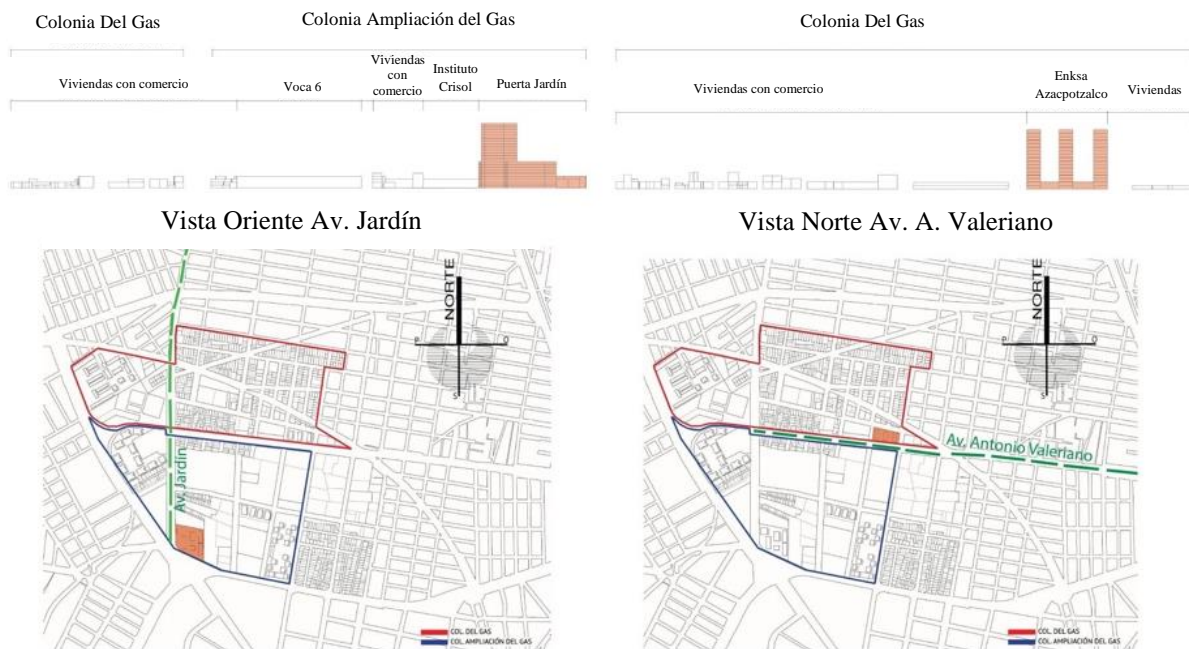 Colonia Del Gas
Colonia Ampliación del Gas
Viviendas con comercio
Voca 6
Viviendas
con
comercio
Instituto
Crisol
Puerta Jardín
Vista Oriente Av. Jardín
NORTE
P
O
S
Av. Jardín
COL. DEL GAS
COL. AMPLIACIÓN DEL GAS
Colonia Del Gas
Viviendas con comercio
Enksa
Azacpotzalco
Viviendas
Vista Norte Av. A. Valeriano
NORTE
P
O
S
Av. Antonio Valeriano
COL. DEL GAS
COL. AMPLIACIÓN DEL GAS